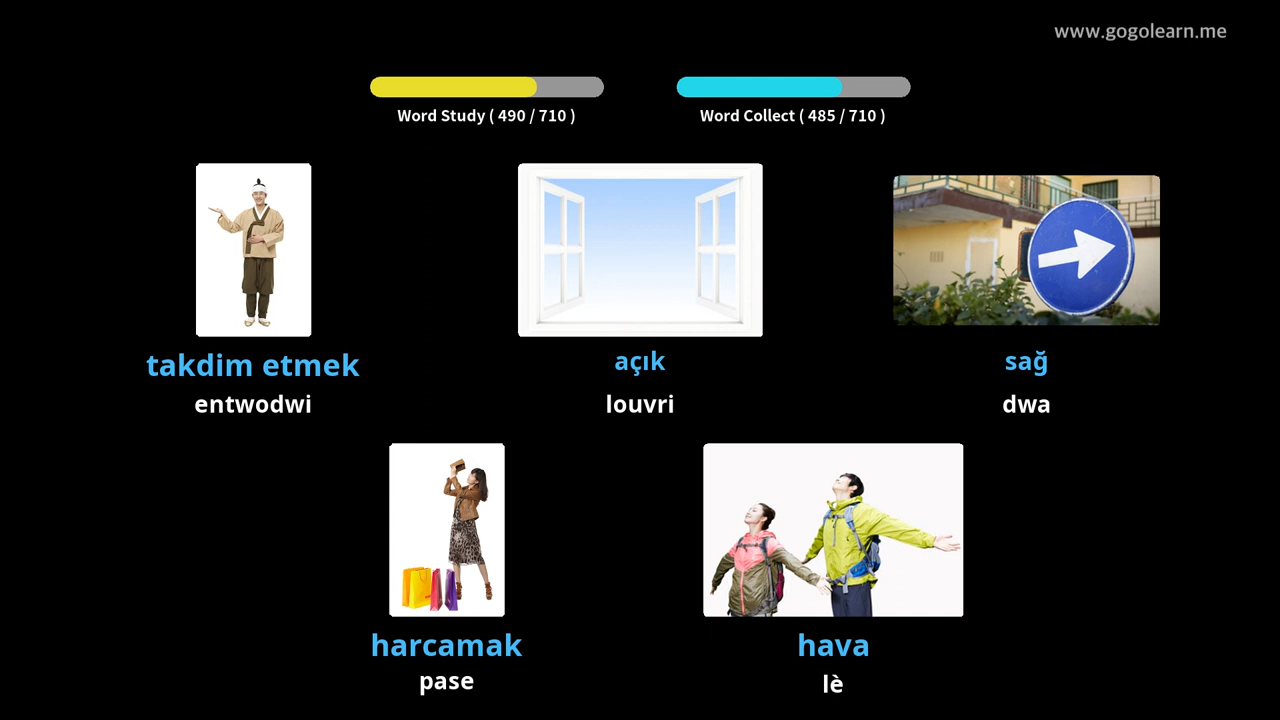 www.gogolearn.me
Word Study ( 490 / 710 )
Word Collect ( 485 / 710 )
takdim etmek
entwodwi
açık
louvri
sağ
dwa
harcamak
pase
hava
lè